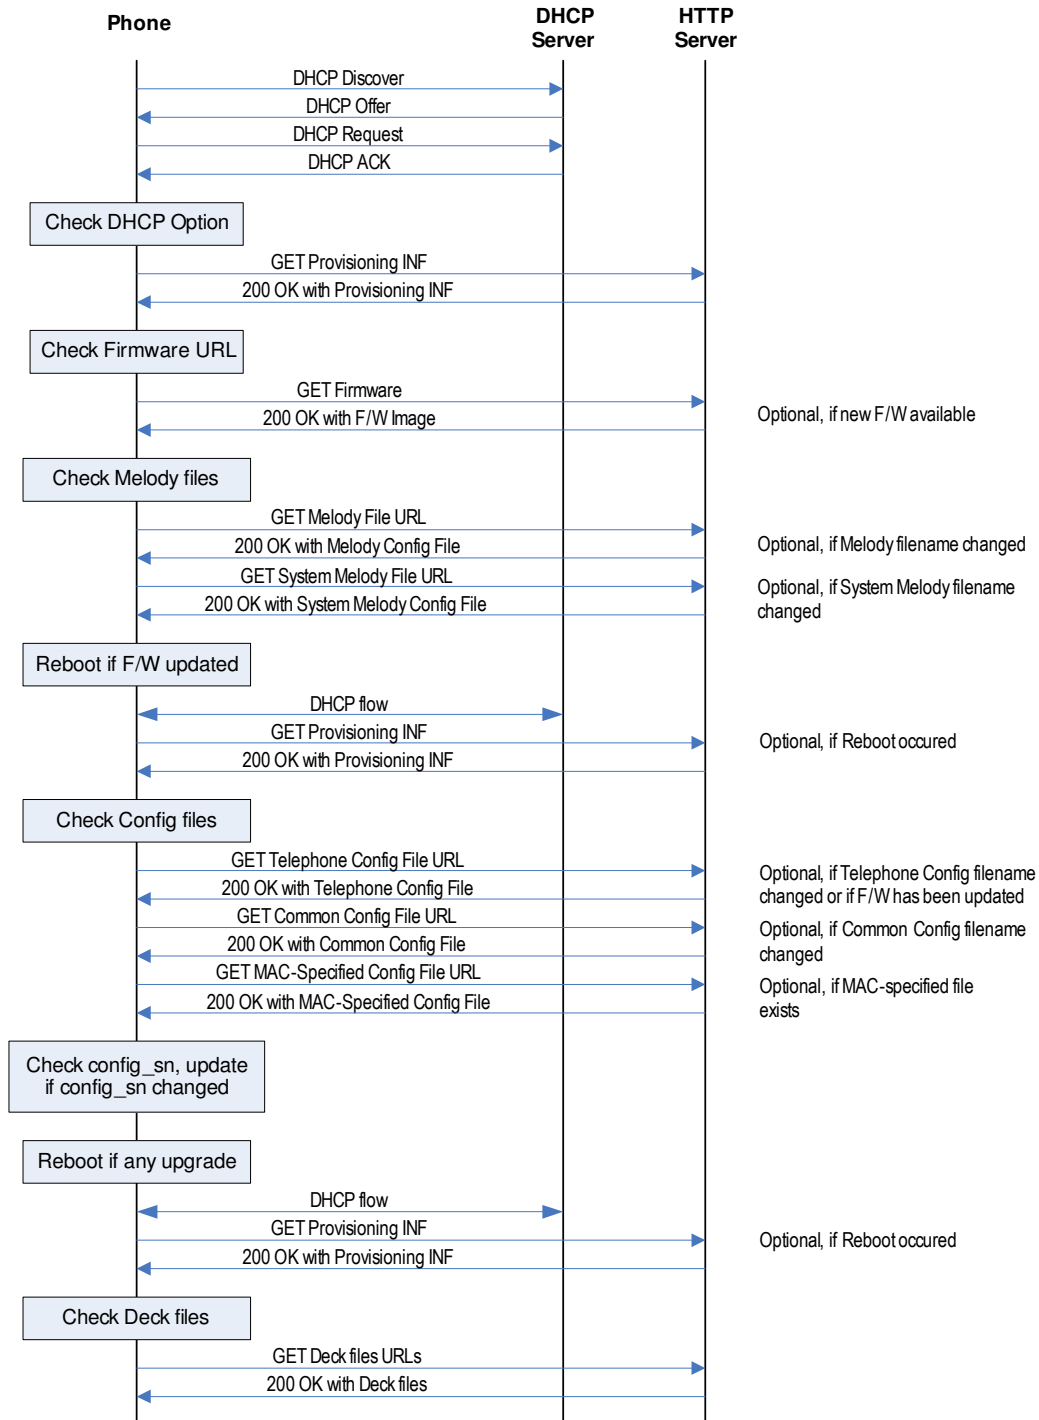 Phone
DHCP
Server
HTTP
Server
DHCP Discover
DHCP Offer
DHCP Request
DHCP ACK
Check DHCP Option
GET Provisioning INF
200 OK with Provisioning INF
Check Firmware URL
GET Firmware
200 OK with F/W Image
Optional, if new F/W available
Check Melody files
GET Melody File URL
200 OK with Melody Config File
Optional, if Melody filename changed
GET System Melody File URL
200 OK with System Melody Config File
Optional, if System Melody filename
changed
Reboot if F/W updated
DHCP flow
GET Provisioning INF
200 OK with Provisioning INF
Optional, if Reboot occured
Check Config files
GET Telephone Config File URL
200 OK with Telephone Config File
Optional, if Telephone Config filename
changed or if F/W has been updated
GET Common Config File URL
200 OK with Common Config File
Optional, if Common Config filename
changed
GET MAC-Specified Config File URL
200 OK with MAC-Specified Config File
Optional, if MAC-specified file
exists
Check config_sn, update
if config_sn changed
Reboot if any upgrade
DHCP flow
GET Provisioning INF
200 OK with Provisioning INF
Optional, if Reboot occured
Check Deck files
GET Deck files URLs
200 OK with Deck files